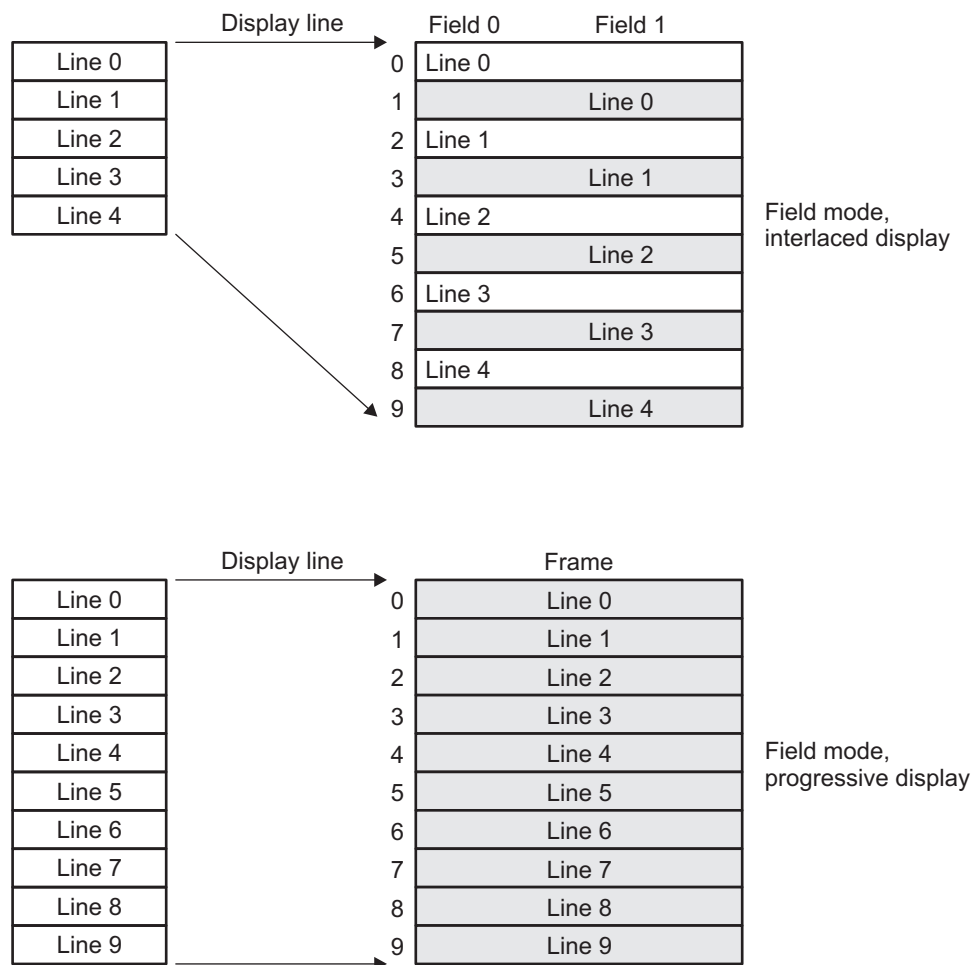 Display line
Field 0 Field 1
Line 0
Line 1
Line 2
Line 3
Line 4
0 Line 0
1 Line 0
2 Line 1
3 Line 1
4 Line 2
5 Line 2
6 Line 3
7 Line 3
8 Line 4
9 Line 4
Field mode,
interlaced display
Display line
Frame
Line 0
Line 1
Line 2
Line 3
Line 4
Line 5
Line 6
Line 7
Line 8
Line 9
0 Line 0
1 Line 1
2 Line 2
3 Line 3
4 Line 4
5 Line 5
6 Line 6
7 Line 7
8 Line 8
9 Line 9
Field mode,
progressive display